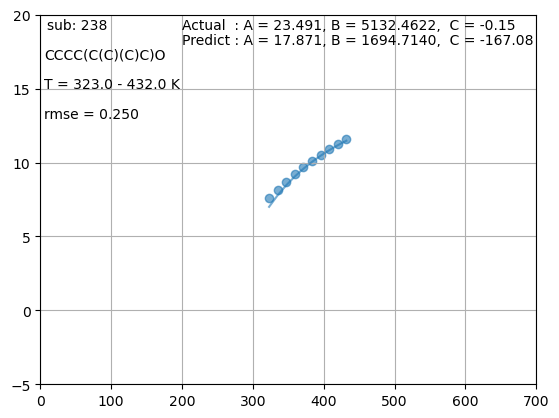 sub: 238
Actual  : A = 23.491, B = 5132.4622,  C = -0.15
Predict : A = 17.871, B = 1694.7140,  C = -167.08
CCCC(C(C)(C)C)O
T = 323.0 - 432.0 K
rmse = 0.250
20
15
10
5
0
−5
0 100 200 300 400 500 600 700